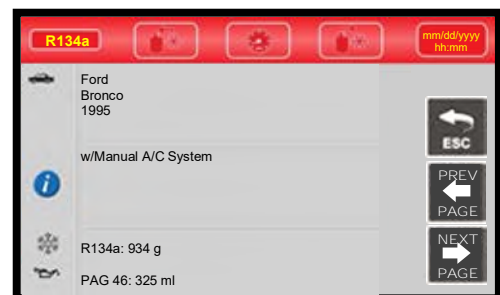 R134a
mm/dd/yyyy
hh:mm
Ford
Bronco
1995
ESC
w/Manual A/C System
i
PREV
PAGE
R134a: 934 g
NEXT
PAGE
PAG 46: 325 ml